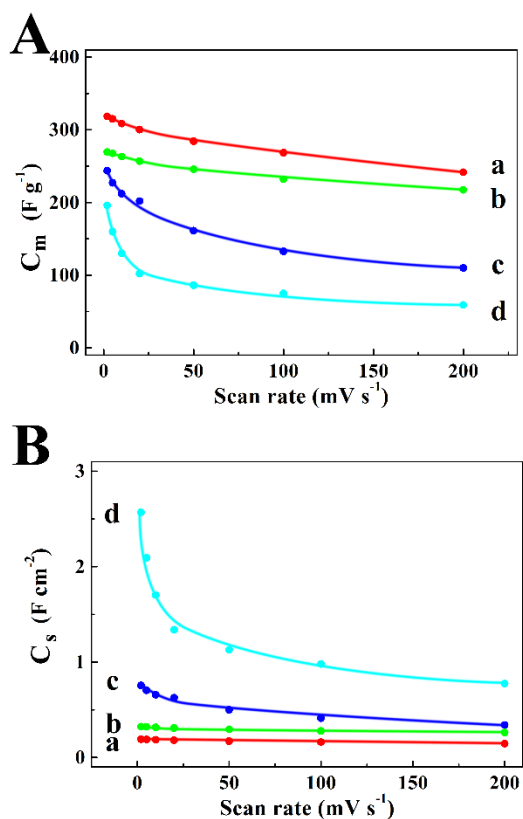 A
400
300
200
100
0
C_m (F g⁻¹)
a
b
c
d
0 50 100 150 200
Scan rate (mV s⁻¹)
B
3
2
1
0
C_s (F cm⁻²)
d
c
b
a
0 50 100 150 200
Scan rate (mV s⁻¹)